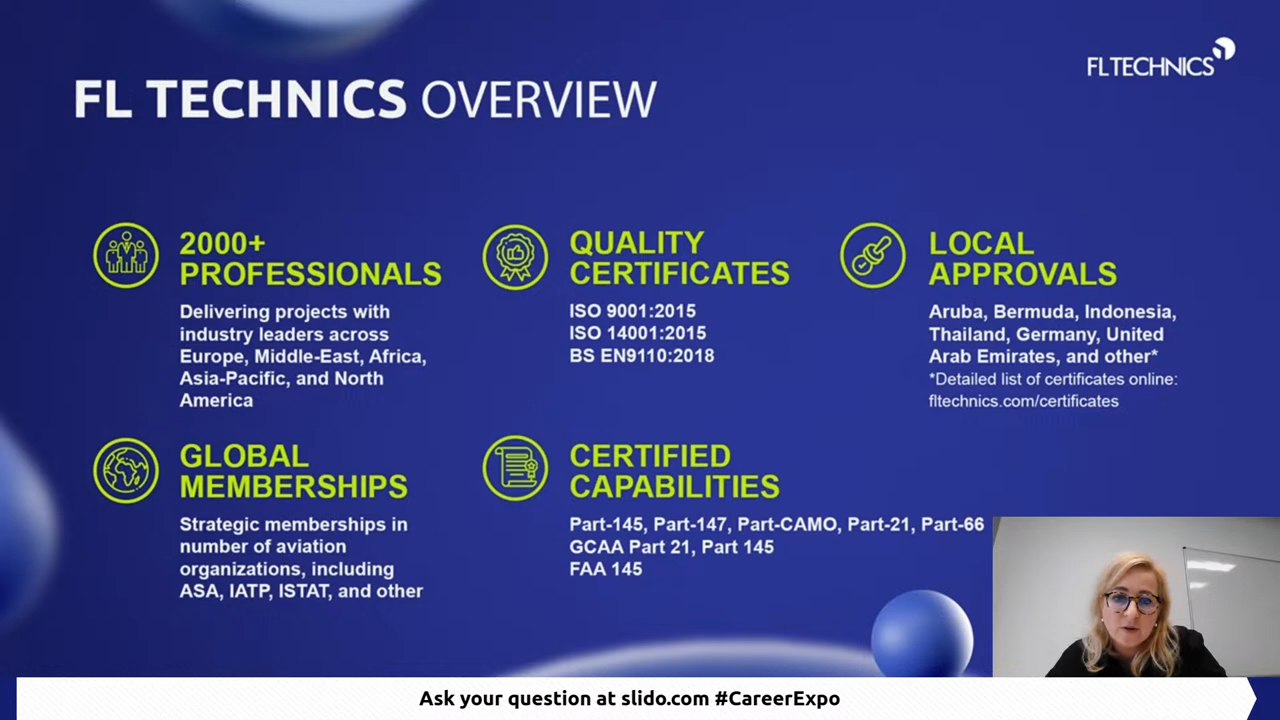 FL TECHNICS OVERVIEW
FL TECHNICS
2000+
PROFESSIONALS
Delivering projects with
industry leaders across
Europe, Middle-East, Africa,
Asia-Pacific, and North
America
QUALITY
CERTIFICATES
ISO 9001:2015
ISO 14001:2015
BS EN9110:2018
LOCAL
APPROVALS
Aruba, Bermuda, Indonesia,
Thailand, Germany, United
Arab Emirates, and other*
*Detailed list of certificates online:
fltechnics.com/certificates
GLOBAL
MEMBERSHIPS
Strategic memberships in
number of aviation
organizations, including
ASA, IATP, ISTAT, and other
CERTIFIED
CAPABILITIES
Part-145, Part-147, Part-CAMO, Part-21, Part-66
GCAA Part 21, Part 145
FAA 145
Ask your question at slido.com #CareerExpo